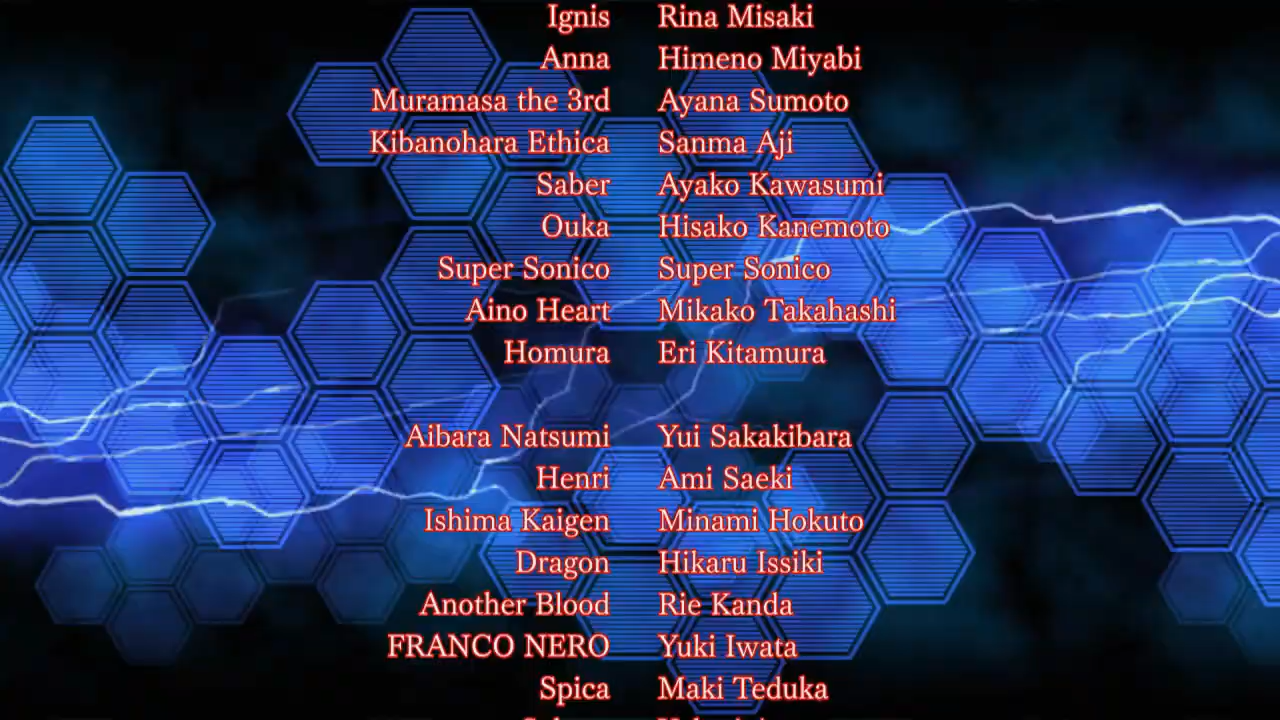 Ignis Rina Misaki
Anna Himeno Miyabi
Muramasa the 3rd Ayana Sumoto
Kibanohara Ethica Sanma Aji
Saber Ayako Kawasumi
Ouka Hisako Kanemoto
Super Sonico Super Sonico
Aino Heart Mikako Takahashi
Homura Eri Kitamura
Aibara Natsumi Yui Sakakibara
Henri Ami Saeki
Ishima Kaigen Minami Hokuto
Dragon Hikaru Issiki
Another Blood Rie Kanda
FRANCO NERO Yuki Iwata
Spica Maki Teduka